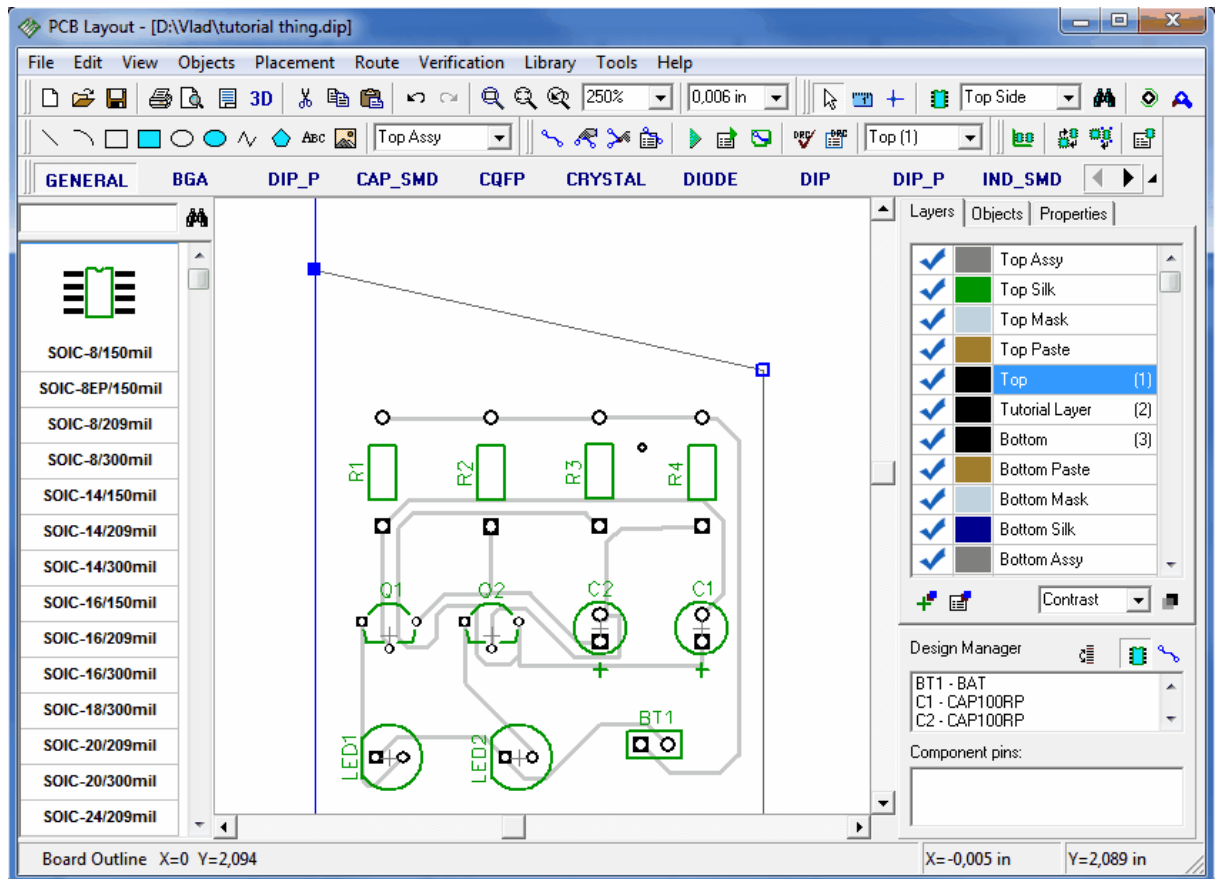 PCB Layout - [D:\Vlad\tutorial thing.dip]
File Edit View Objects Placement Route Verification Library Tools Help
3D 250% 0,006 in Top Side
ABC Top Assy DRC DRC Top (1)
GENERAL BGA DIP_P CAP_SMD CQFP CRYSTAL DIODE DIP DIP_P IND_SMD
SOIC-8/150mil
SOIC-8EP/150mil
SOIC-8/209mil
SOIC-8/300mil
SOIC-14/150mil
SOIC-14/209mil
SOIC-14/300mil
SOIC-16/150mil
SOIC-16/209mil
SOIC-16/300mil
SOIC-18/300mil
SOIC-20/209mil
SOIC-20/300mil
SOIC-24/209mil
R1 R2 R3 R4
Q1 Q2 C2 C1
LED1 LED2 BT1
Layers Objects Properties
Top Assy
Top Silk
Top Mask
Top Paste
Top (1)
Tutorial Layer (2)
Bottom (3)
Bottom Paste
Bottom Mask
Bottom Silk
Bottom Assy
Contrast
Design Manager
BT1 - BAT
C1 - CAP100RP
C2 - CAP100RP
Component pins:
Board Outline X=0 Y=2,094 X=-0,005 in Y=2,089 in